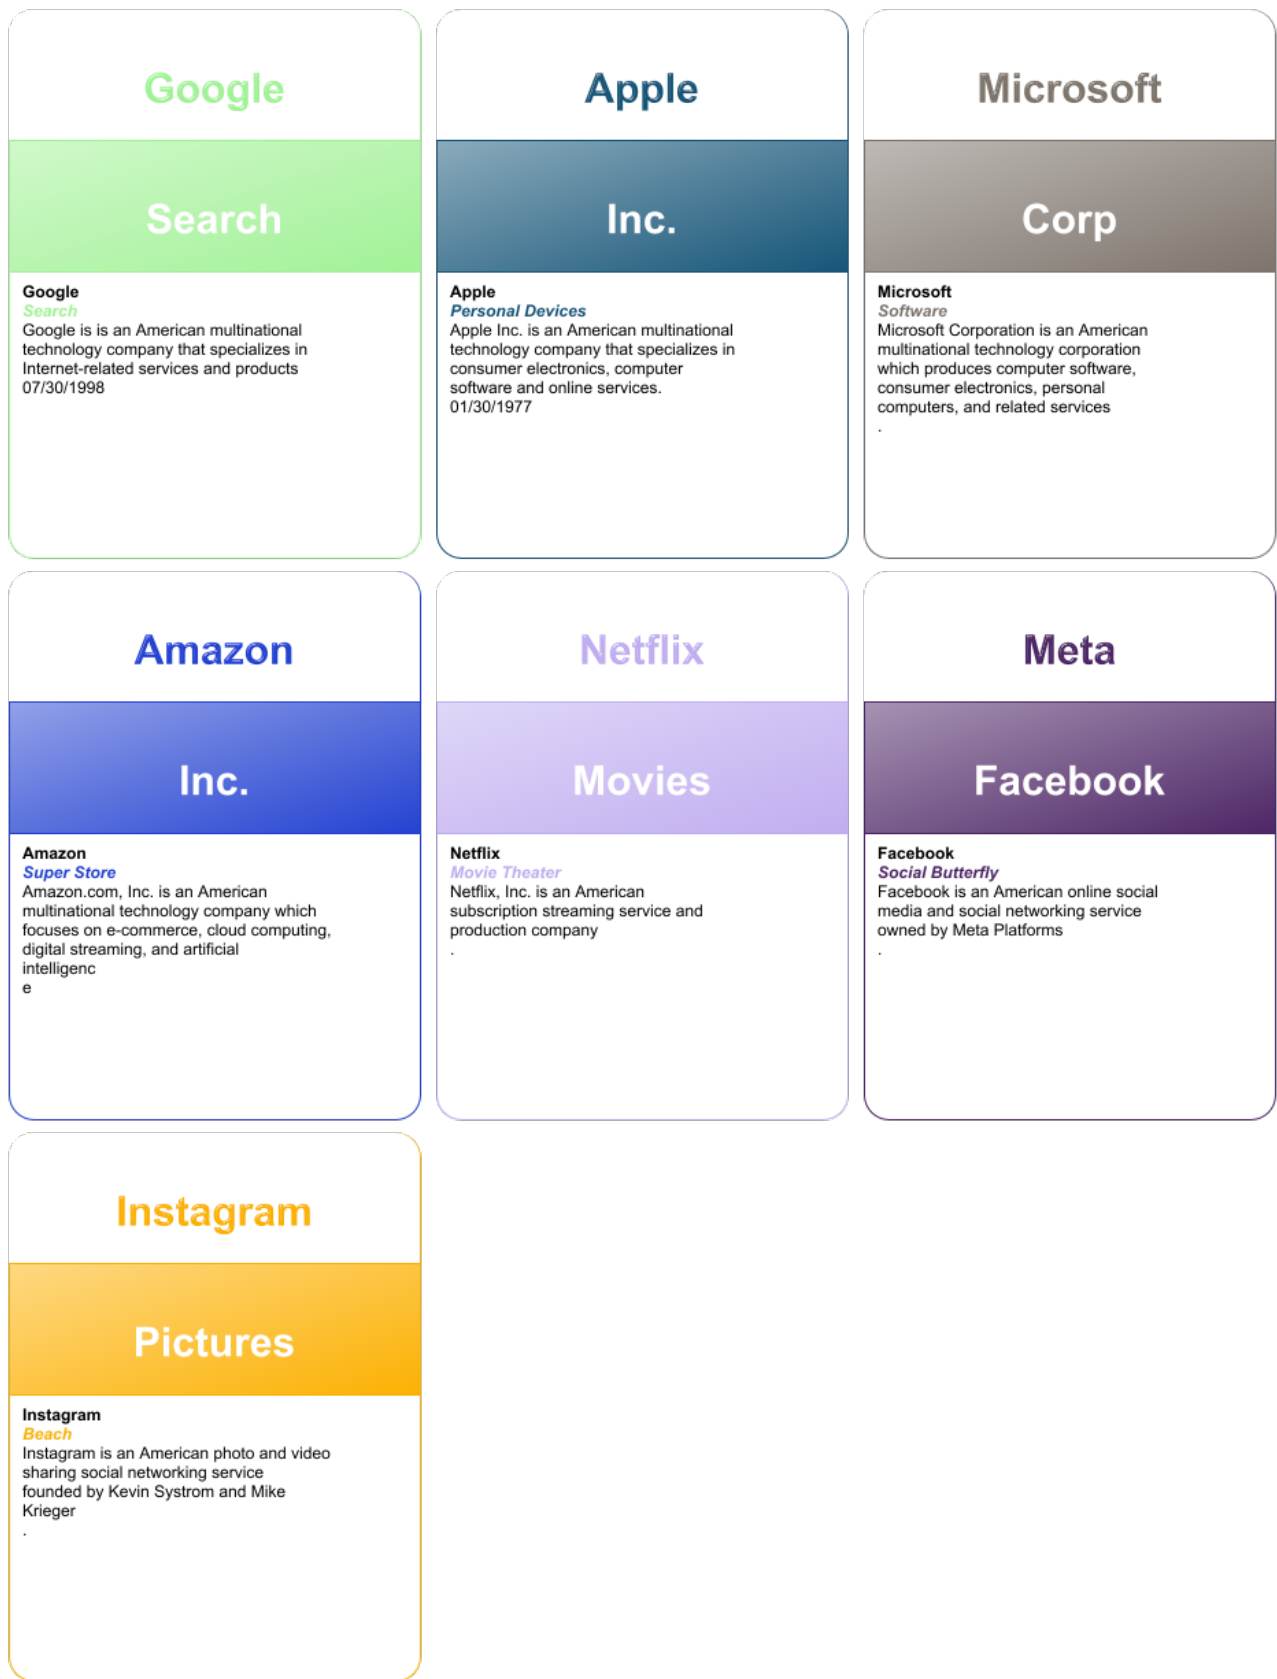 Google
Search
Google
Search
Google is is an American multinational
technology company that specializes in
Internet-related services and products
07/30/1998
Apple
Inc.
Apple
Personal Devices
Apple Inc. is an American multinational
technology company that specializes in
consumer electronics, computer
software and online services.
01/30/1977
Microsoft
Corp
Microsoft
Software
Microsoft Corporation is an American
multinational technology corporation
which produces computer software,
consumer electronics, personal
computers, and related services
.
Amazon
Inc.
Amazon
Super Store
Amazon.com, Inc. is an American
multinational technology company which
focuses on e-commerce, cloud computing,
digital streaming, and artificial
intelligenc
e
Netflix
Movies
Netflix
Movie Theater
Netflix, Inc. is an American
subscription streaming service and
production company
.
Meta
Facebook
Facebook
Social Butterfly
Facebook is an American online social
media and social networking service
owned by Meta Platforms
.
Instagram
Pictures
Instagram
Beach
Instagram is an American photo and video
sharing social networking service
founded by Kevin Systrom and Mike
Krieger
.